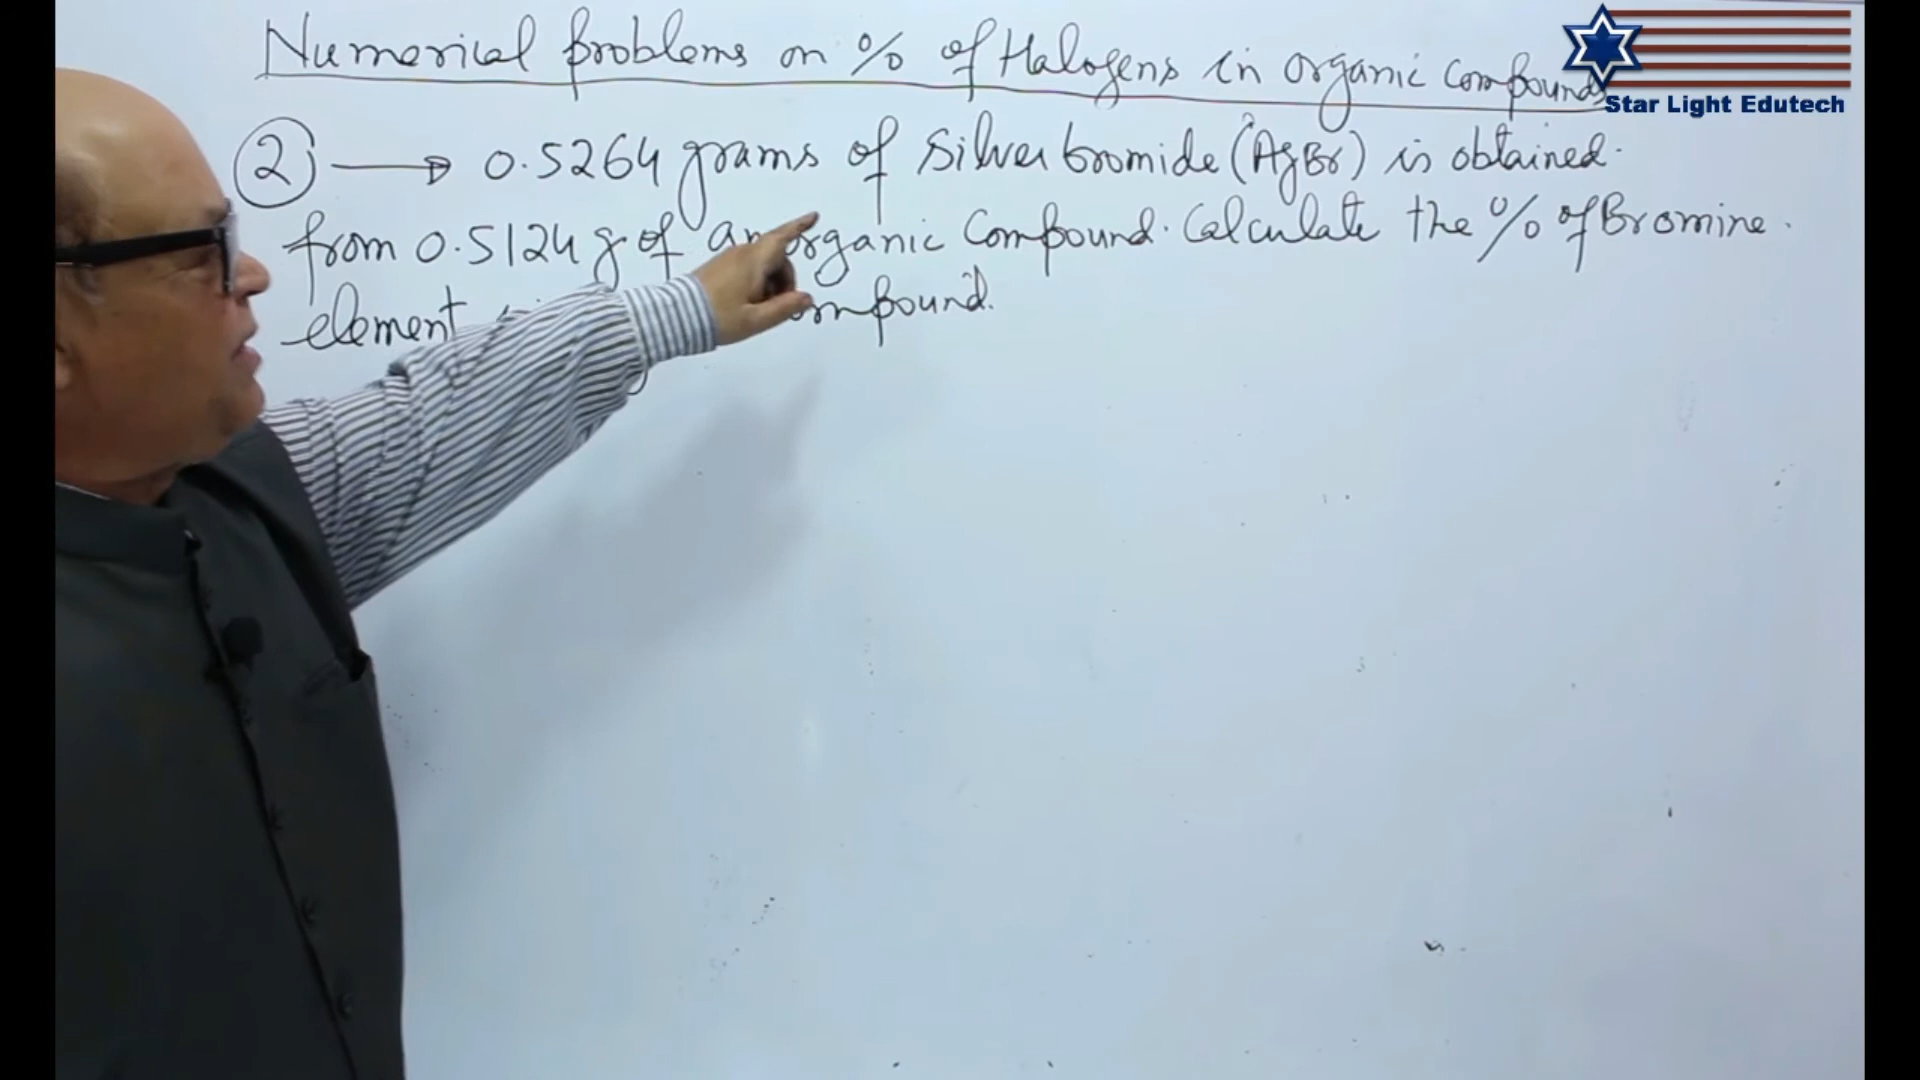 Numerical problems on % of Halogens in organic compounds
Star Light Edutech
② → 0.5264 grams of Silver bromide (AgBr) is obtained.
from 0.5124 g. of an organic compound. Calculate the % of Bromine.
element compound.